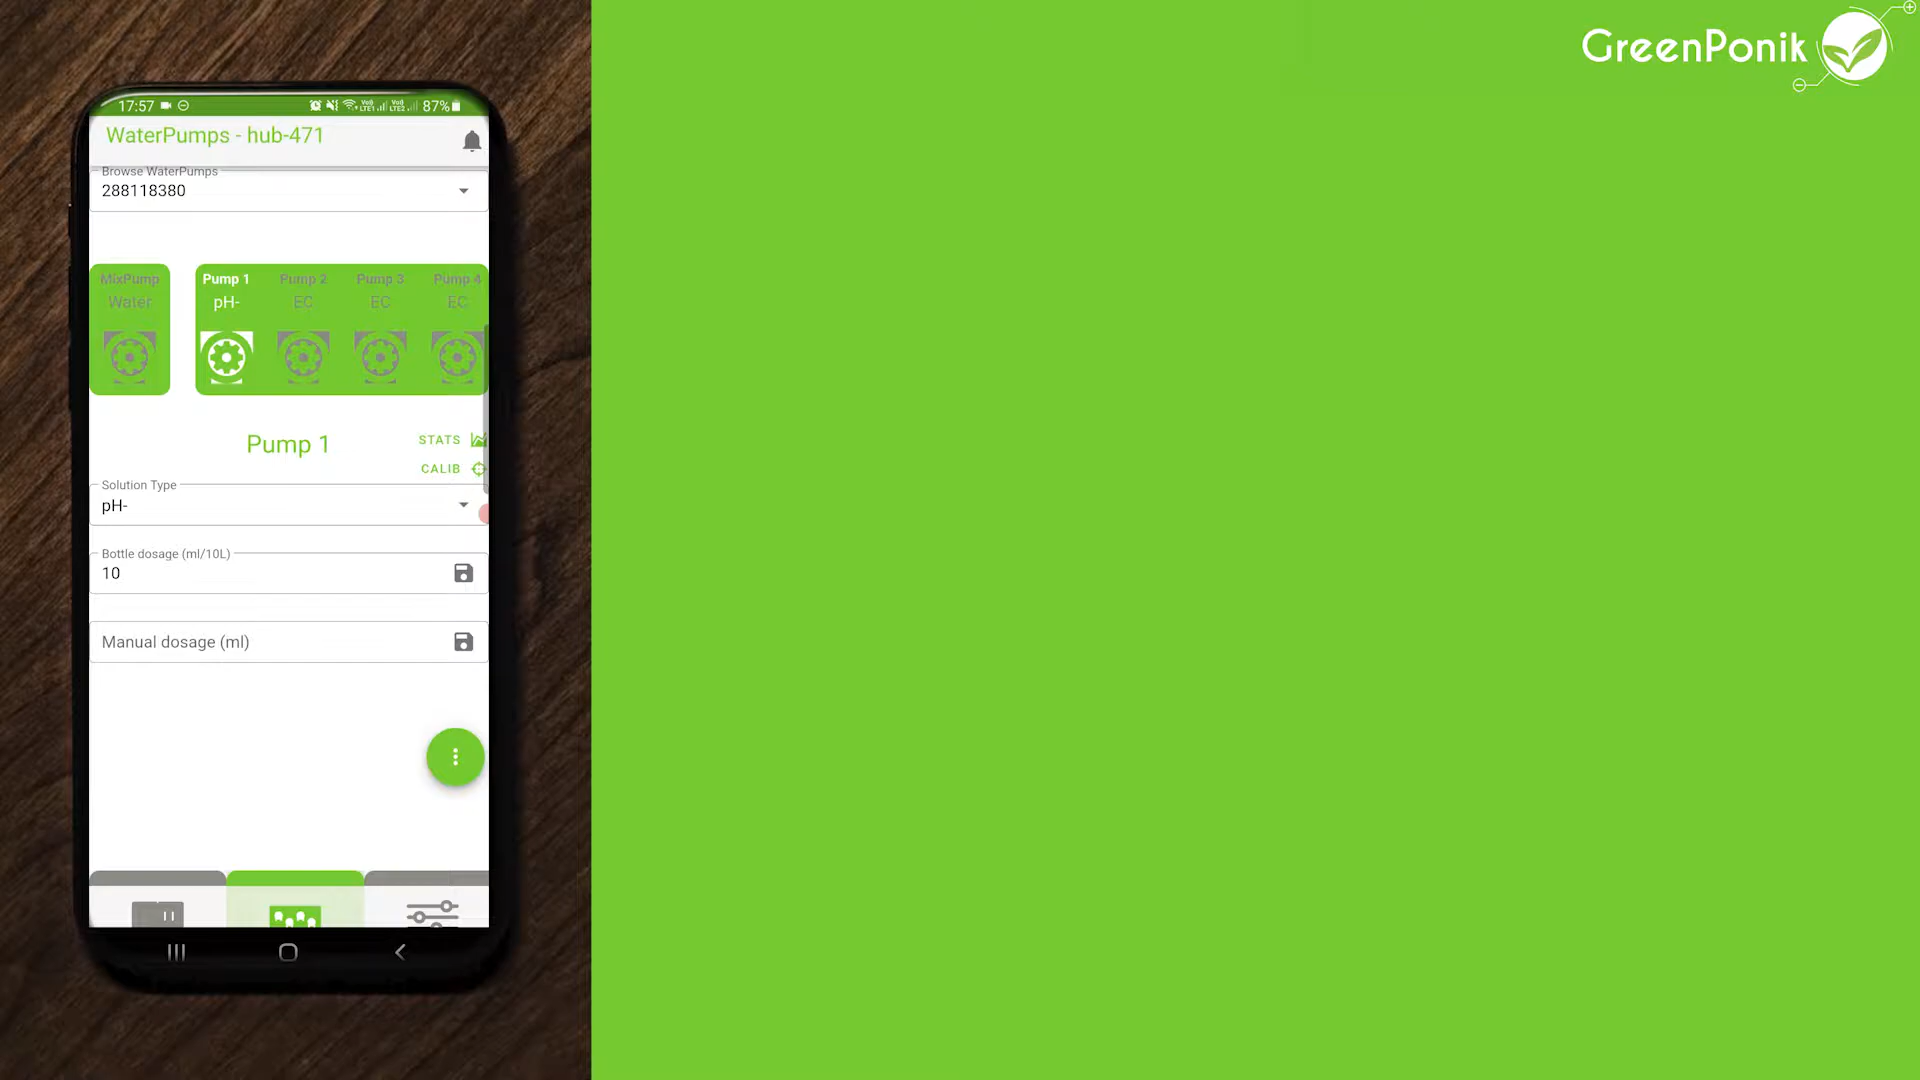 GreenPonik
17:57
87%
WaterPumps - hub-471
Browse WaterPumps
288118380
MixPump
Water
Pump 1
pH-
Pump 2
EC
Pump 3
EC
Pump 4
EC
Pump 1
STATS
CALIB
Solution Type
pH-
Bottle dosage (ml/10L)
10
Manual dosage (ml)